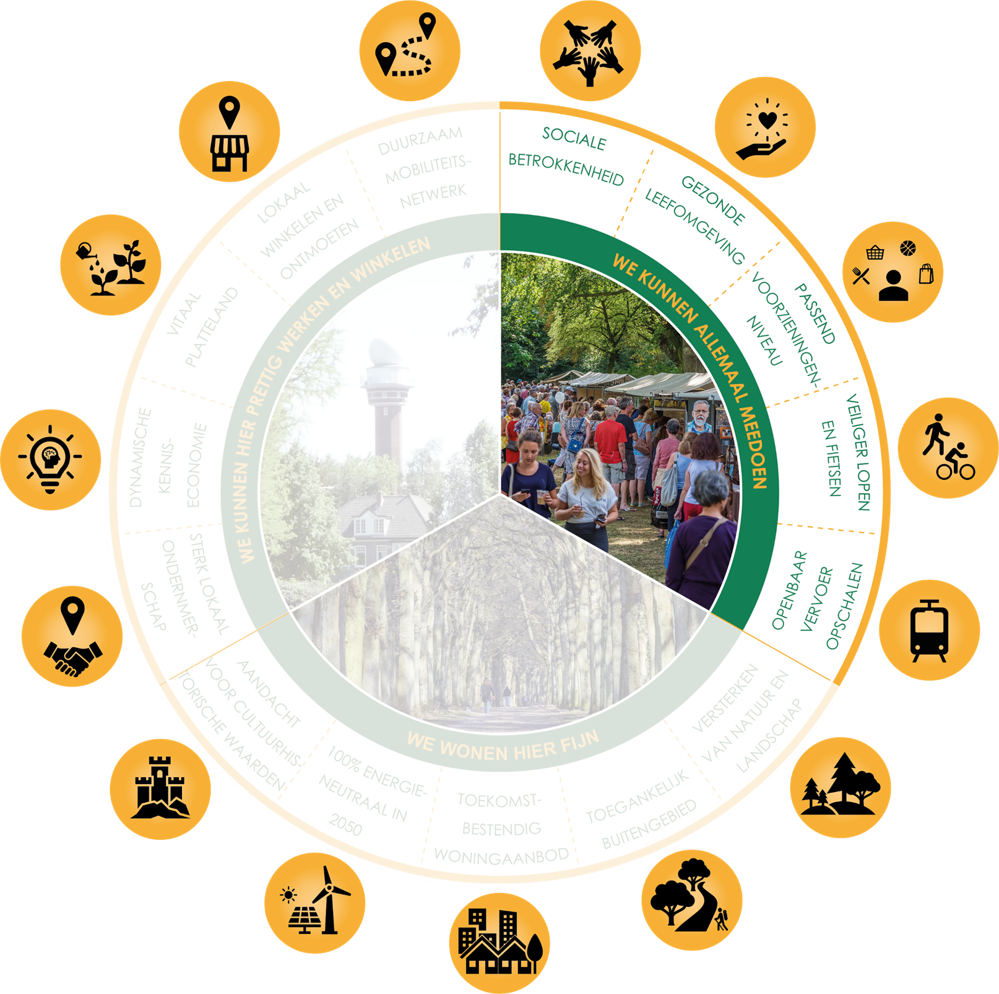 SOCIALE
BETROKKENHEID
GEZONDE
LEEFOMGEVING
PASSEND
VOORZIENINGEN-
NIVEAU
VEILIGER LOPEN
EN FIETSEN
OPENBAAR
VERVOER
OPSCHALEN
WE KUNNEN ALLEMAAL MEEDOEN
VERSTERKEN
VAN NATUUR EN
LANDSCHAP
TOEGANKELIJK
BUITENGEBIED
TOEKOMST-
BESTENDIG
WONINGAANBOD
100% ENERGIE-
NEUTRAAL IN
2050
AANDACHT
VOOR CULTUURHIS-
TORISCHE WAARDEN
WE WONEN HIER FIJN
STERK LOKAAL
ONDERNMER-
SCHAP
DYNAMISCHE
KENNIS-
ECONOMIE
VITAAL
PLATTELAND
LOKAAL
WINKELEN EN
ONTMOETEN
DUURZAAM
MOBILITEITS-
NETWERK
WE KUNNEN HIER PRETTIG WERKEN EN WINKELEN